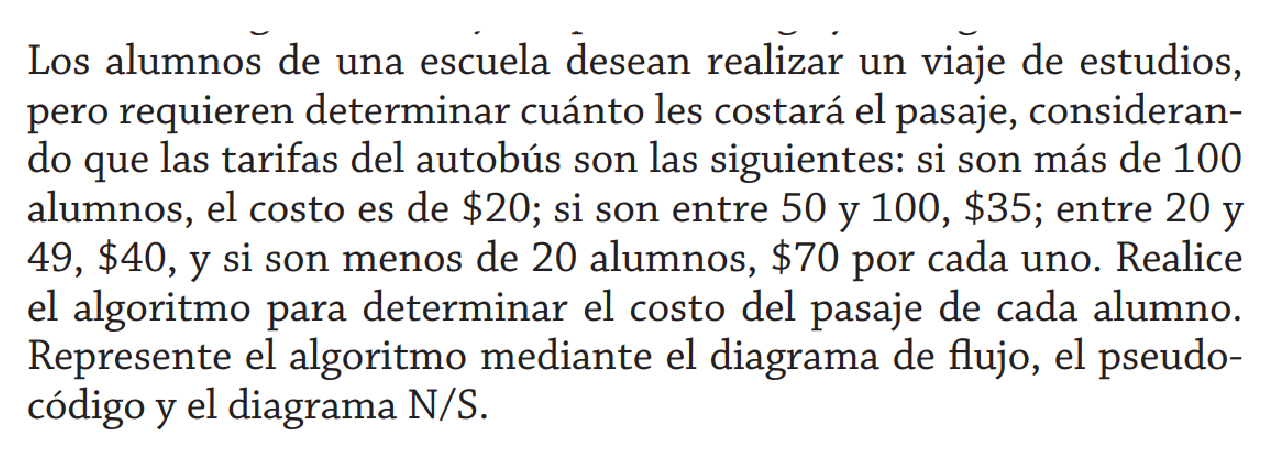 Los alumnos de una escuela desean realizar un viaje de estudios,
pero requieren determinar cuánto les costará el pasaje, consideran-
do que las tarifas del autobús son las siguientes: si son más de 100
alumnos, el costo es de $20; si son entre 50 y 100, $35; entre 20 y
49, $40, y si son menos de 20 alumnos, $70 por cada uno. Realice
el algoritmo para determinar el costo del pasaje de cada alumno.
Represente el algoritmo mediante el diagrama de flujo, el pseudo-
código y el diagrama N/S.